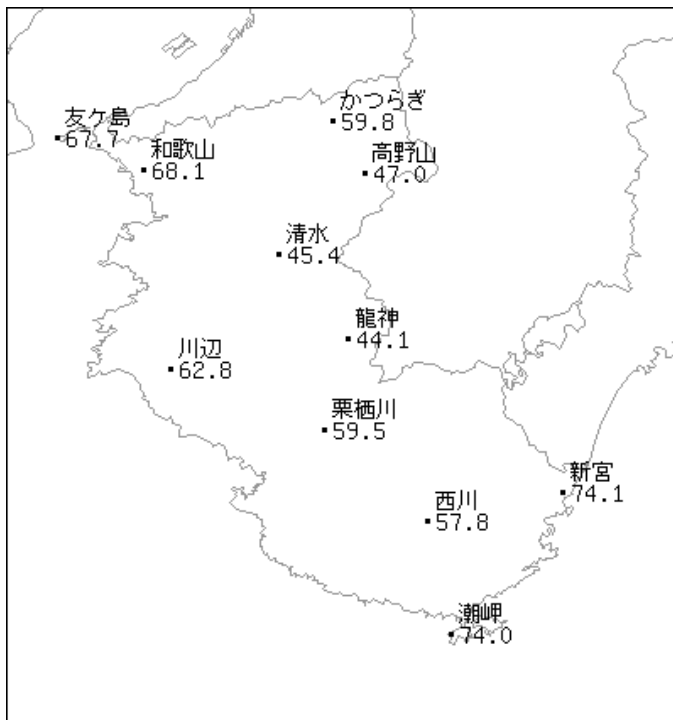 かつらぎ
59.8
友ケ島
67.7
和歌山
68.1
高野山
47.0
清水
45.4
龍神
44.1
川辺
62.8
栗栖川
59.5
新宮
74.1
西川
57.8
潮岬
74.0